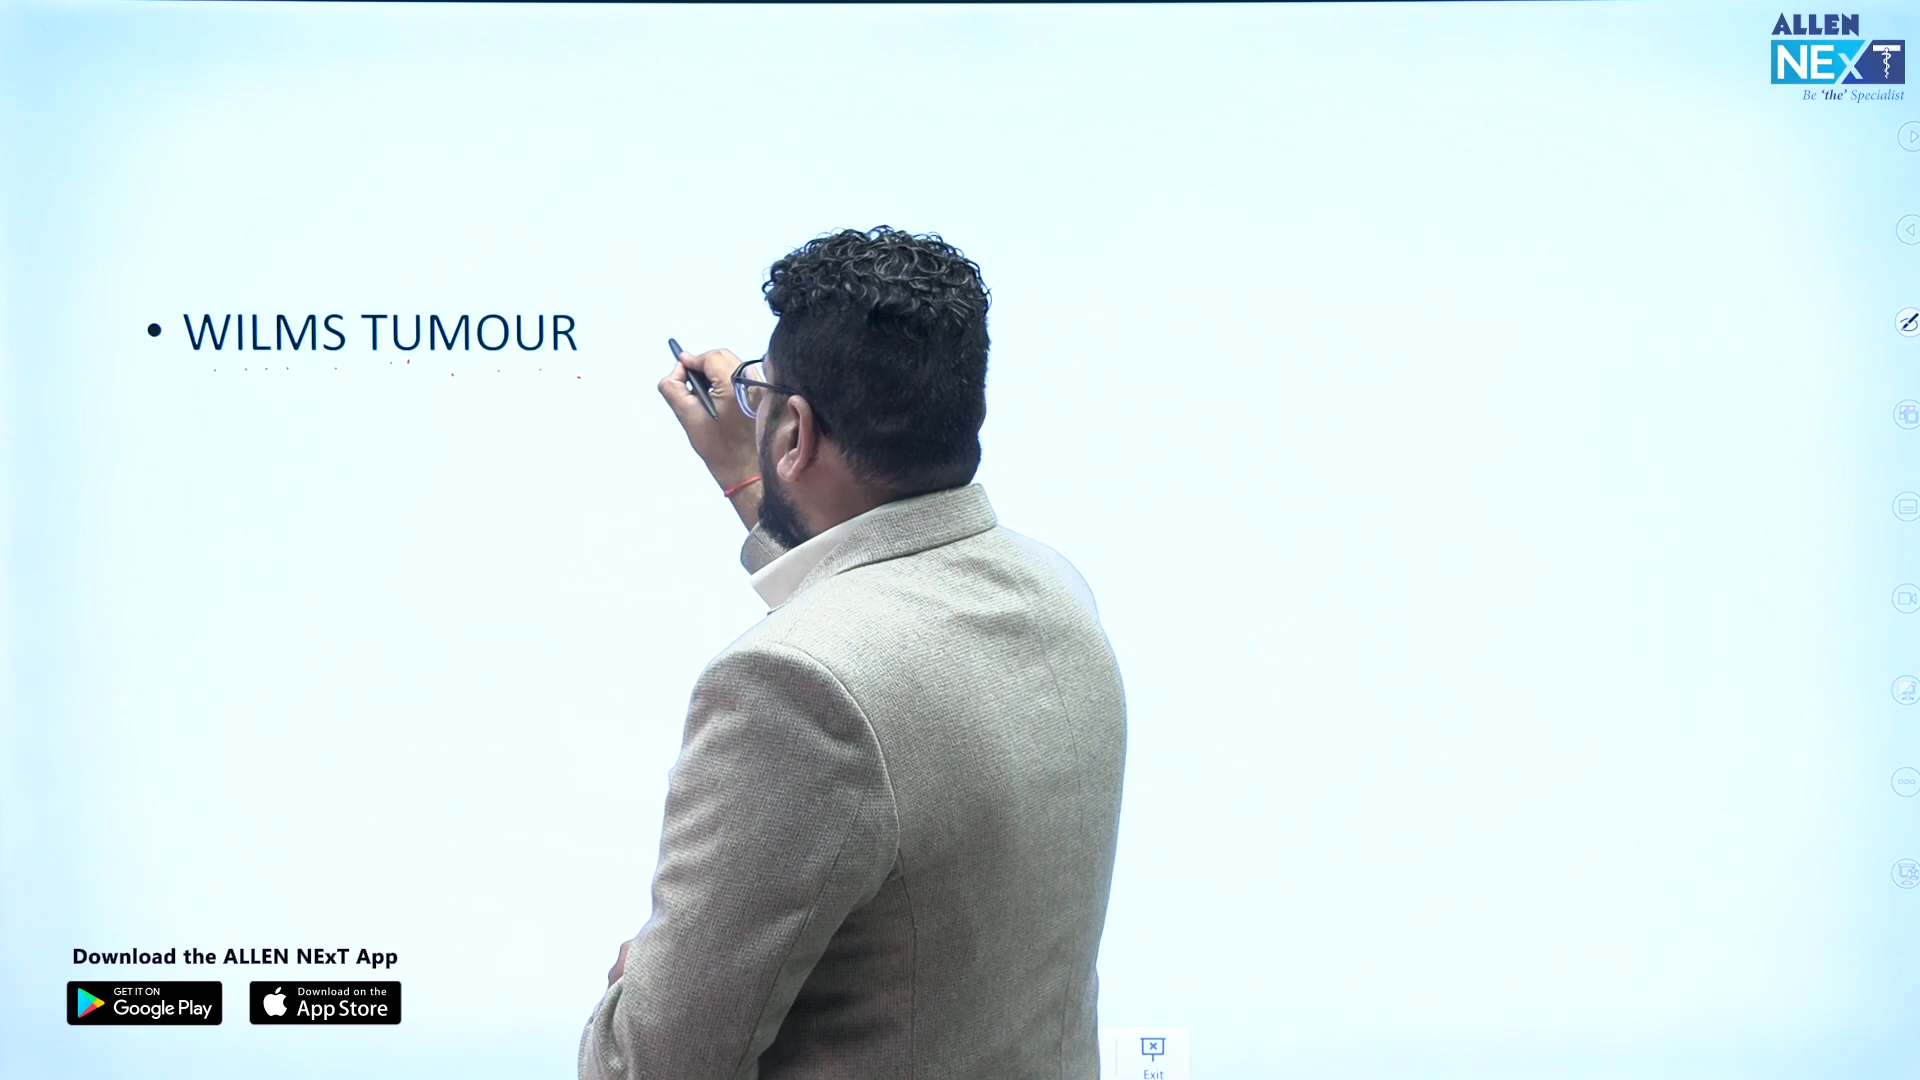 ALLEN
NExT
Be 'the' Specialist
• WILMS TUMOUR
Download the ALLEN NExT App
GET IT ON
Google Play
Download on the
App Store
Exit